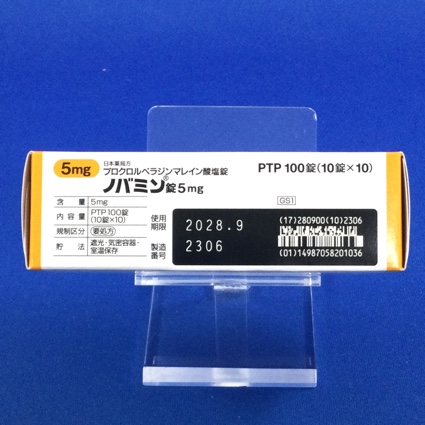 5mg
日本薬局方
プロクロルペラジンマレイン酸塩錠
ノバミン®錠5mg
PTP 100錠(10錠×10)
含量 5mg
内容量 PTP100錠
(10錠×10)
規制区分 要処方
貯法 遮光・気密容器・
室温保存
使用
期限 2028.9
製造
番号 2306
GS1
(17)280900(10)2306
(01)14987058201036